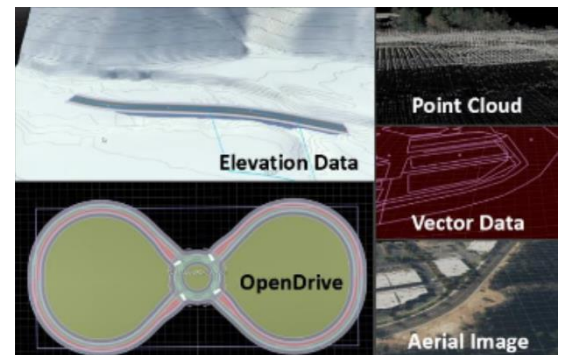 Elevation Data
Point Cloud
Vector Data
OpenDrive
Aerial Image